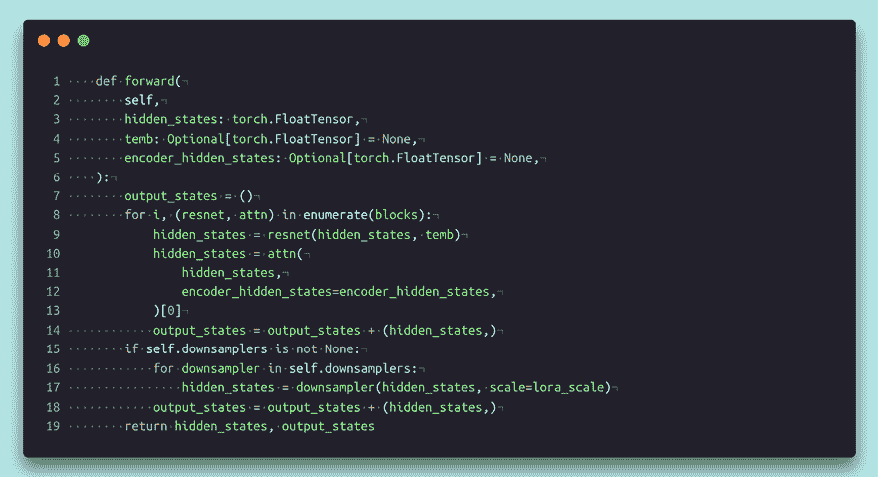 1 ····def·forward(¬
2 ········self,¬
3 ········hidden_states:·torch.FloatTensor,¬
4 ········temb:·Optional[torch.FloatTensor]·=·None,¬
5 ········encoder_hidden_states:·Optional[torch.FloatTensor]·=·None,¬
6 ····):¬
7 ········output_states·=·()¬
8 ········for·i,·(resnet,·attn)·in·enumerate(blocks):¬
9             hidden_states·=·resnet(hidden_states,·temb)¬
10             hidden_states·=·attn(¬
11                 hidden_states,¬
12                 encoder_hidden_states=encoder_hidden_states,¬
13             )[0]¬
14 ············output_states·=·output_states·+·(hidden_states,)¬
15 ········if·self.downsamplers·is·not·None:¬
16 ············for·downsampler·in·self.downsamplers:¬
17 ················hidden_states·=·downsampler(hidden_states,·scale=lora_scale)¬
18 ············output_states·=·output_states·+·(hidden_states,)¬
19 ········return·hidden_states,·output_states